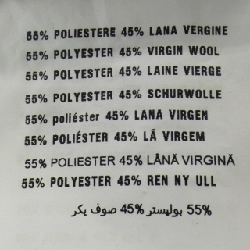 55% POLIESTERE 45% LANA VERGINE
55% POLYESTER 45% VIRGIN WOOL
55% POLYESTER 45% LAINE VIERGE
55% POLYESTER 45% SCHURWOLLE
55% poliéster 45% LANA VIRGEN
55% POLIÉSTER 45% LÃ VIRGEM
55% POLIESTER 45% LÂNĂ VIRGINĂ
55% POLYESTER 45% REN NY ULL
55% بوليستر 45% صوف بكر